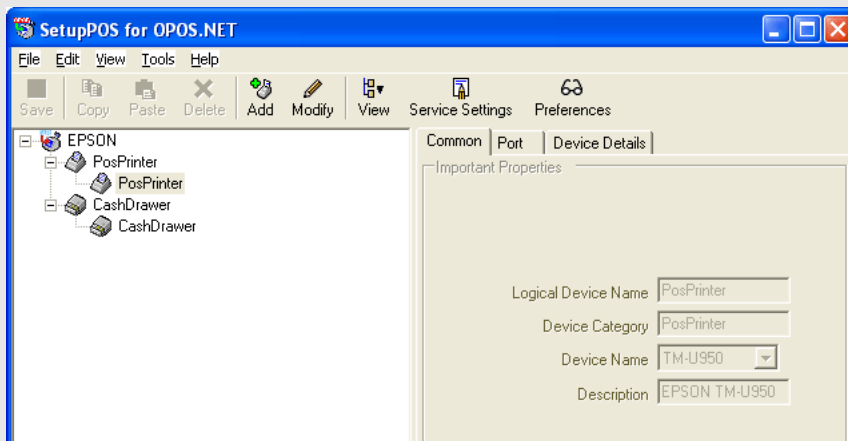 SetupPOS for OPOS.NET
File Edit View Tools Help
Save Copy Paste Delete Add Modify View Service Settings Preferences
EPSON
PosPrinter
PosPrinter
CashDrawer
CashDrawer
Common Port Device Details
Important Properties
Logical Device Name PosPrinter
Device Category PosPrinter
Device Name TM-U950
Description EPSON TM-U950